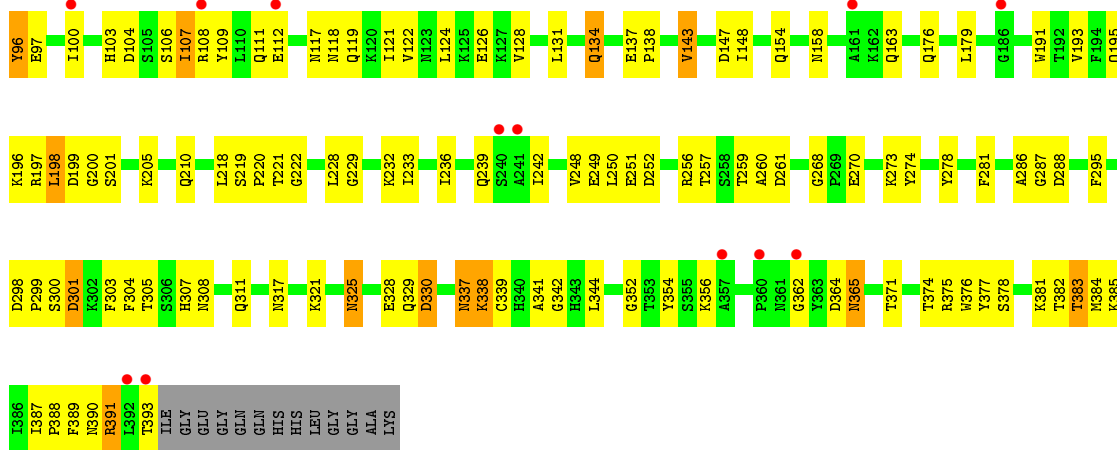 Y96 E97 I100 H103 D104 S105 S106 I107 R108 Y109 L110 Q111 E112 N117 N118 Q119 K120 I121 V122 N123 L124 K125 E126 K127 V128 L131 Q134 E137 P138 V143 D147 I148 Q154 N158 A161 K162 Q163 Q176 L179 G186 W191 T192 V193 F194 Q195
K196 R197 L198 D199 G200 S201 K205 Q210 L218 S219 P220 T221 G222 L228 G229 K232 I233 I236 Q239 S240 A241 I242 V248 E249 L250 E251 D252 R256 T257 S258 T259 A260 D261 G268 P269 E270 K273 Y274 Y278 F281 A286 G287 D288 F295
D298 P299 S300 D301 K302 F303 F304 T305 S306 H307 N308 Q311 N317 K321 N325 E328 Q329 D330 N337 K338 C339 H340 A341 G342 H343 L344 G352 T353 Y354 S355 K356 A357 P360 N361 G362 Y363 D364 N365 T371 T374 R375 W376 Y377 S378 K381 T382 T383 M384 K385
I386 I387 P388 F389 N390 R391 L392 T393 ILE GLY GLU GLY GLN GLN HIS HIS LEU GLY GLY ALA LYS